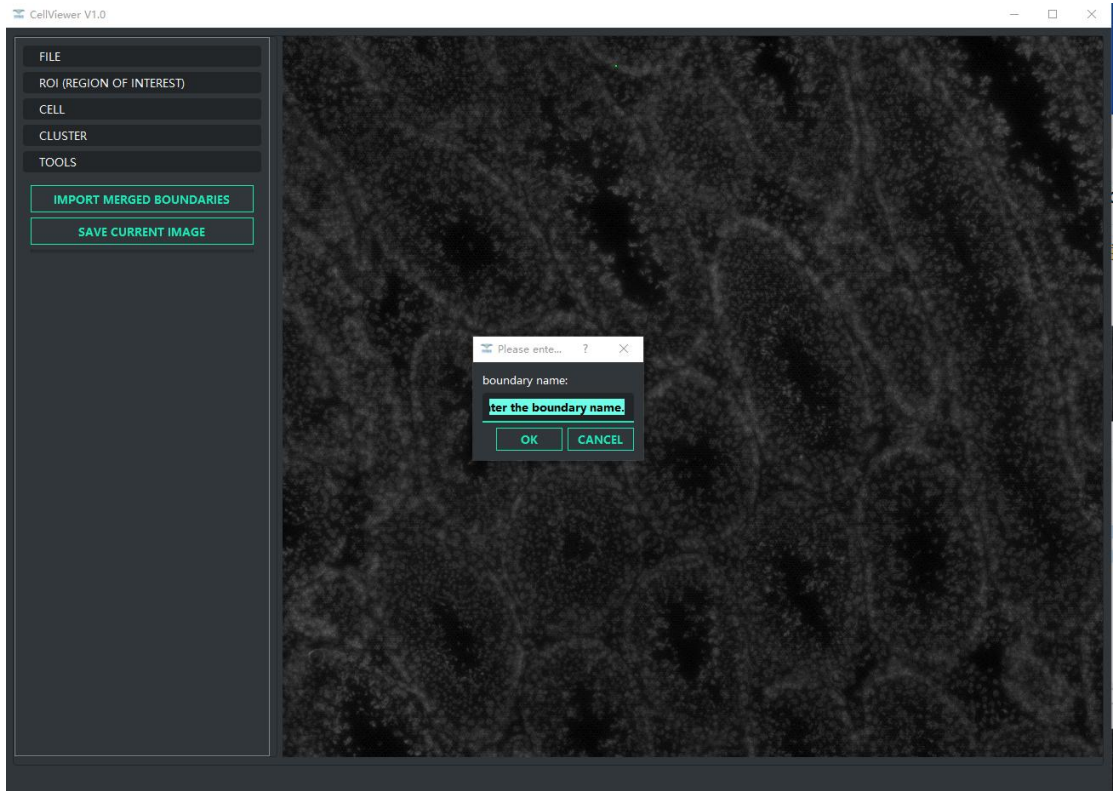 CellViewer V1.0
FILE
ROI (REGION OF INTEREST)
CELL
CLUSTER
TOOLS
IMPORT MERGED BOUNDARIES
SAVE CURRENT IMAGE
Please ente... ?
boundary name:
ter the boundary name.
OK CANCEL